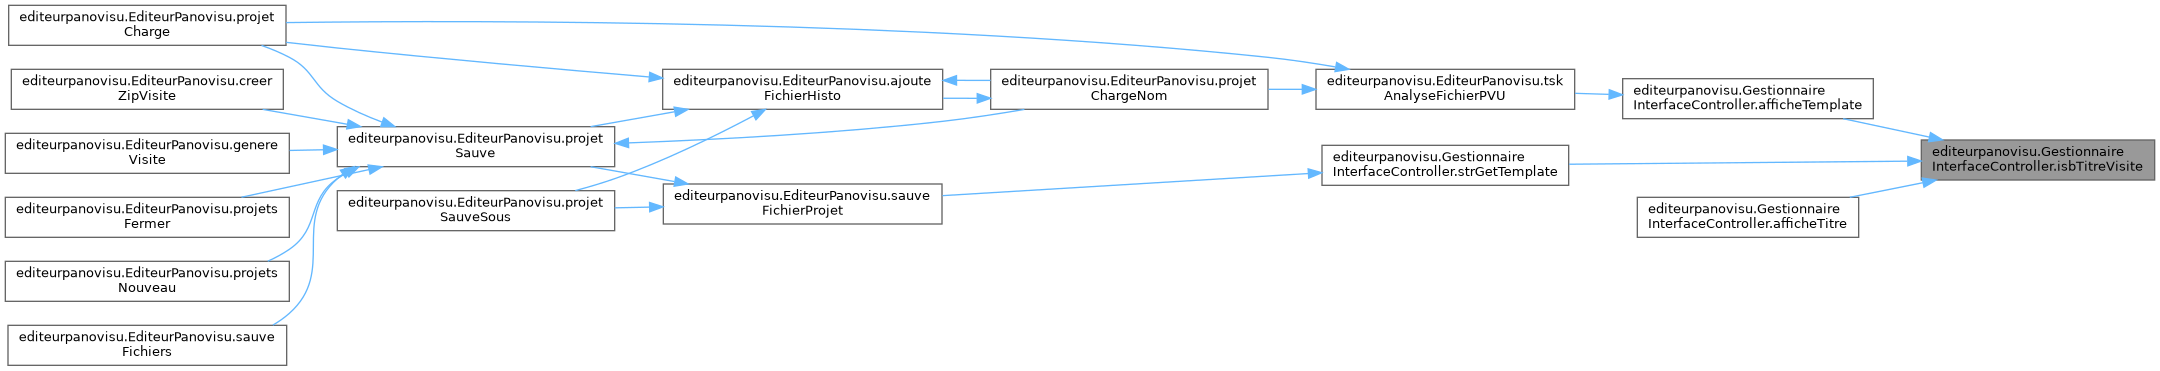 editeurpanovisu.EditeurPanovisu.projet
Charge
editeurpanovisu.EditeurPanovisu.creer
ZipVisite
editeurpanovisu.EditeurPanovisu.genere
Visite
editeurpanovisu.EditeurPanovisu.projets
Fermer
editeurpanovisu.EditeurPanovisu.projets
Nouveau
editeurpanovisu.EditeurPanovisu.sauve
Fichiers
editeurpanovisu.EditeurPanovisu.projet
Sauve
editeurpanovisu.EditeurPanovisu.projet
SauveSous
editeurpanovisu.EditeurPanovisu.ajoute
FichierHisto
editeurpanovisu.EditeurPanovisu.sauve
FichierProjet
editeurpanovisu.EditeurPanovisu.projet
ChargeNom
editeurpanovisu.EditeurPanovisu.tsk
AnalyseFichierPVU
editeurpanovisu.Gestionnaire
InterfaceController.strGetTemplate
editeurpanovisu.Gestionnaire
InterfaceController.afficheTemplate
editeurpanovisu.Gestionnaire
InterfaceController.afficheTitre
editeurpanovisu.Gestionnaire
InterfaceController.isbTitreVisite